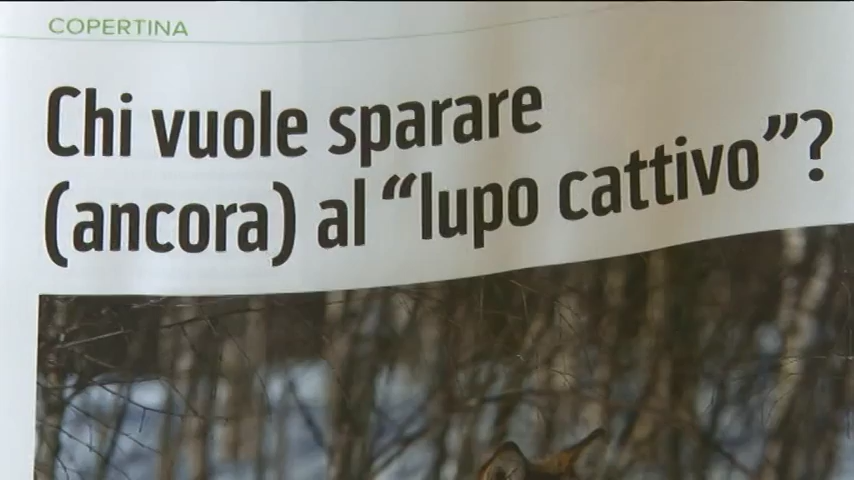 COPERTINA
Chi vuole sparare
(ancora) al “lupo cattivo”?